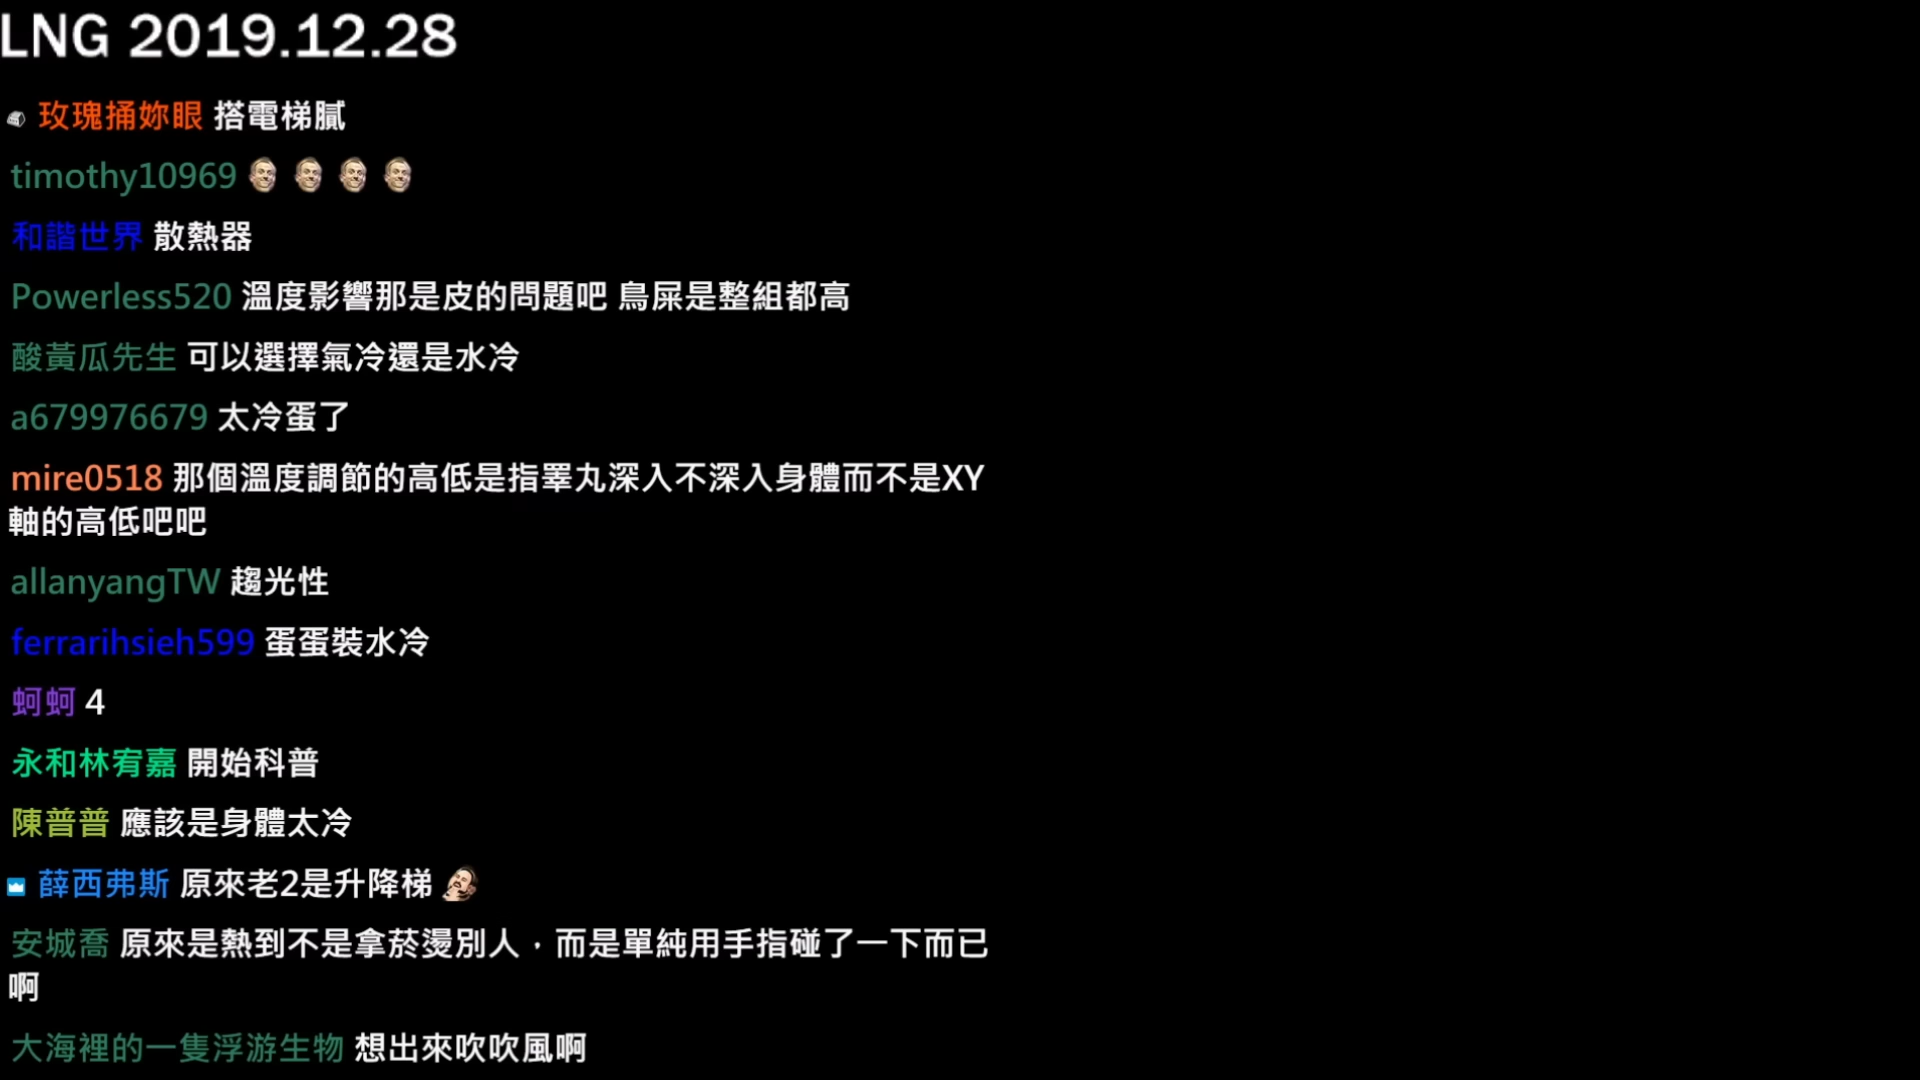 LNG 2019.12.28
玫瑰捅妳眼 搭電梯膩
timothy10969
和諧世界 散熱器
Powerless520 溫度影響那是皮的問題吧 鳥屎是整組都高
酸黃瓜先生 可以選擇氣冷還是水冷
a679976679 太冷蛋了
mire0518 那個溫度調節的高低是指睪丸深入不深入身體而不是XY
軸的高低吧吧
allanyangTW 趨光性
ferrarihsieh599 蛋蛋裝水冷
蚵蚵 4
永和林宥嘉 開始科普
陳普普 應該是身體太冷
薛西弗斯 原來老2是升降梯
安城喬 原來是熱到不是拿菸燙別人，而是單純用手指碰了一下而已
啊
大海裡的一隻浮游生物 想出來吹吹風啊